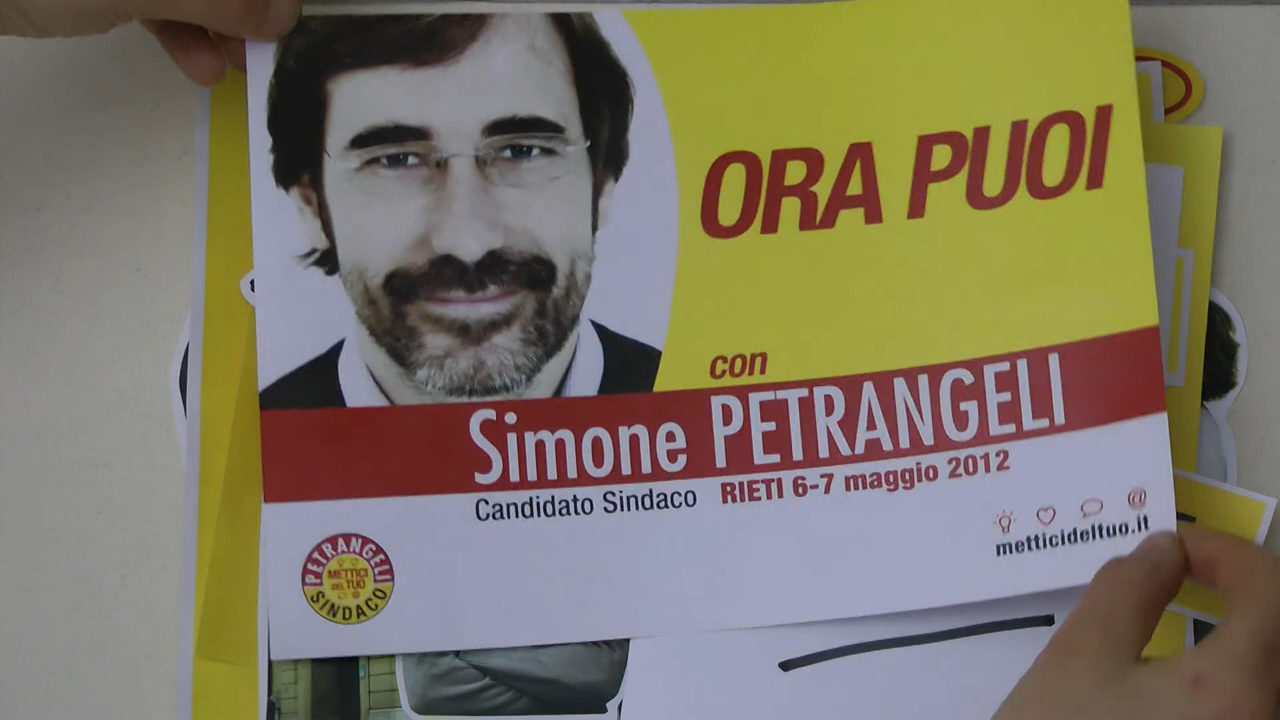 ORA PUOI
con
Simone PETRANGELI
Candidato Sindaco RIETI 6-7 maggio 2012
@
metticideltuo.it
PETRANGELI
METTICI
DEL TUO
SINDACO